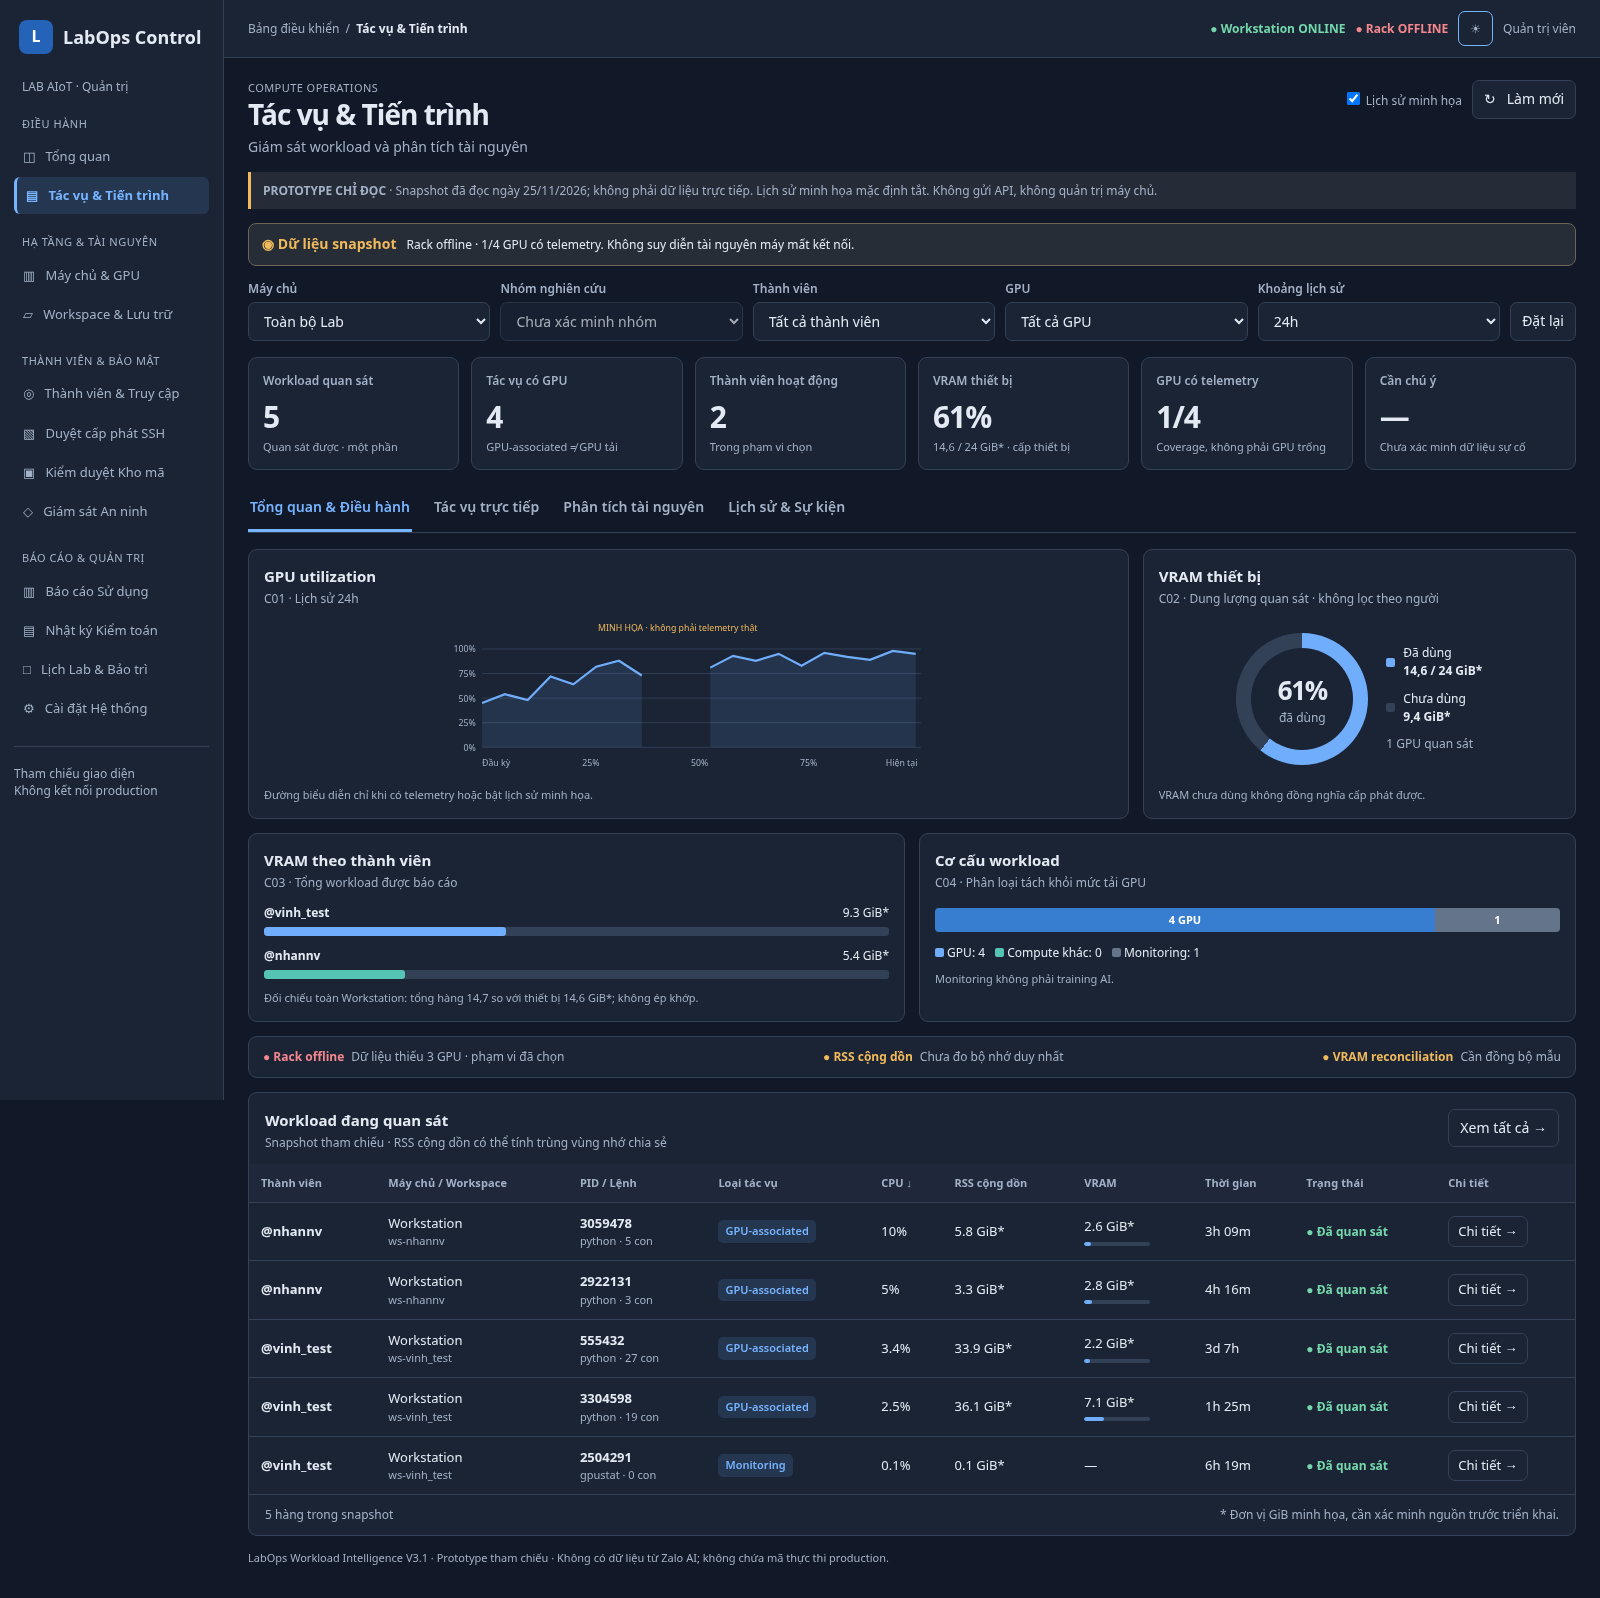 L LabOps Control
LAB AIoT · Quản trị
ĐIỀU HÀNH
Tổng quan
Tác vụ & Tiến trình
HẠ TẦNG & TÀI NGUYÊN
Máy chủ & GPU
Workspace & Lưu trữ
THÀNH VIÊN & BẢO MẬT
Thành viên & Truy cập
Duyệt cấp phát SSH
Kiểm duyệt Kho mã
Giám sát An ninh
BÁO CÁO & QUẢN TRỊ
Báo cáo Sử dụng
Nhật ký Kiểm toán
Lịch Lab & Bảo trì
Cài đặt Hệ thống
Tham chiếu giao diện
Không kết nối production
Bảng điều khiển / Tác vụ & Tiến trình
● Workstation ONLINE ● Rack OFFLINE ☀ Quản trị viên
COMPUTE OPERATIONS
Tác vụ & Tiến trình
Giám sát workload và phân tích tài nguyên
Lịch sử minh họa
↻ Làm mới
PROTOTYPE CHỈ ĐỌC · Snapshot đã đọc ngày 25/11/2026; không phải dữ liệu trực tiếp. Lịch sử minh họa mặc định tắt. Không gửi API, không quản trị máy chủ.
◉ Dữ liệu snapshot Rack offline · 1/4 GPU có telemetry. Không suy diễn tài nguyên máy mất kết nối.
Máy chủ Nhóm nghiên cứu Thành viên GPU Khoảng lịch sử
Toàn bộ Lab Chưa xác minh nhóm Tất cả thành viên Tất cả GPU 24h Đặt lại
Workload quan sát
5
Quan sát được · một phần
Tác vụ có GPU
4
GPU-associated ≠ GPU tải
Thành viên hoạt động
2
Trong phạm vi chọn
VRAM thiết bị
61%
14,6 / 24 GiB* · cấp thiết bị
GPU có telemetry
1/4
Coverage, không phải GPU trống
Cần chú ý
—
Chưa xác minh dữ liệu sự cố
Tổng quan & Điều hành Tác vụ trực tiếp Phân tích tài nguyên Lịch sử & Sự kiện
GPU utilization
C01 · Lịch sử 24h
MINH HỌA · không phải telemetry thật
100%
75%
50%
25%
0%
Đầu kỳ 25% 50% 75% Hiện tại
Đường biểu diễn chỉ khi có telemetry hoặc bật lịch sử minh họa.
VRAM thiết bị
C02 · Dung lượng quan sát · không lọc theo người
61%
đã dùng
Đã dùng
14,6 / 24 GiB*
Chưa dùng
9,4 GiB*
1 GPU quan sát
VRAM chưa dùng không đồng nghĩa cấp phát được.
VRAM theo thành viên
C03 · Tổng workload được báo cáo
@vinh_test 9.3 GiB*
@nhannv 5.4 GiB*
Đối chiếu toàn Workstation: tổng hàng 14,7 so với thiết bị 14,6 GiB*; không ép khớp.
Cơ cấu workload
C04 · Phân loại tách khỏi mức tải GPU
4 GPU 1
GPU: 4 Compute khác: 0 Monitoring: 1
Monitoring không phải training AI.
● Rack offline Dữ liệu thiếu 3 GPU · phạm vi đã chọn
● RSS cộng dồn Chưa đo bộ nhớ duy nhất
● VRAM reconciliation Cần đồng bộ mẫu
Workload đang quan sát
Snapshot tham chiếu · RSS cộng dồn có thể tính trùng vùng nhớ chia sẻ
Xem tất cả →
Thành viên Máy chủ / Workspace PID / Lệnh Loại tác vụ CPU ↓ RSS cộng dồn VRAM Thời gian Trạng thái Chi tiết
@nhannv Workstation 3059478 GPU-associated 10% 5.8 GiB* 2.6 GiB* 3h 09m ● Đã quan sát Chi tiết →
ws-nhannv python · 5 con
@nhannv Workstation 2922131 GPU-associated 5% 3.3 GiB* 2.8 GiB* 4h 16m ● Đã quan sát Chi tiết →
ws-nhannv python · 3 con
@vinh_test Workstation 555432 GPU-associated 3.4% 33.9 GiB* 2.2 GiB* 3d 7h ● Đã quan sát Chi tiết →
ws-vinh_test python · 27 con
@vinh_test Workstation 3304598 GPU-associated 2.5% 36.1 GiB* 7.1 GiB* 1h 25m ● Đã quan sát Chi tiết →
ws-vinh_test python · 19 con
@vinh_test Workstation 2504291 Monitoring 0.1% 0.1 GiB* — 6h 19m ● Đã quan sát Chi tiết →
ws-vinh_test gpustat · 0 con
5 hàng trong snapshot
* Đơn vị GiB minh họa, cần xác minh nguồn trước triển khai.
LabOps Workload Intelligence V3.1 · Prototype tham chiếu · Không có dữ liệu từ Zalo AI; không chứa mã thực thi production.